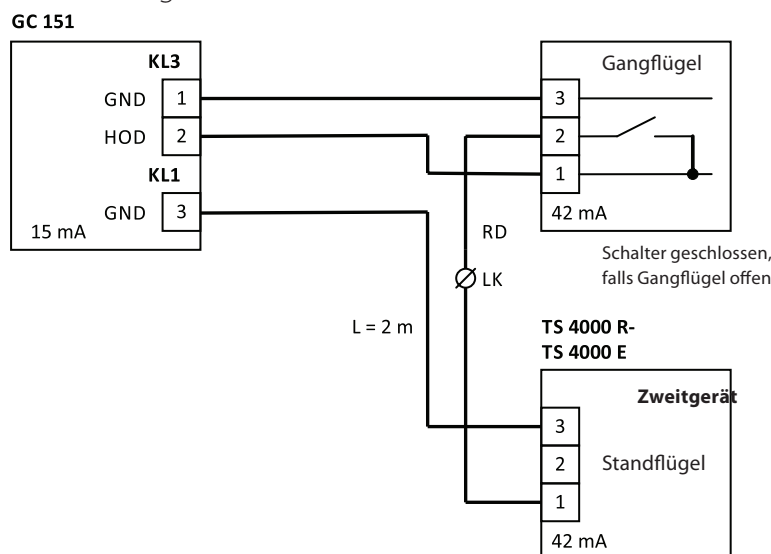 GC 151
KL3
GND 1
HOD 2
KL1
GND 3
15 mA
Gangflügel
3
2
1
42 mA
Schalter geschlossen,
falls Gangflügel offen
RD
LK
L = 2 m
TS 4000 R-
TS 4000 E
Zweitgerät
3
2 Standflügel
1
42 mA